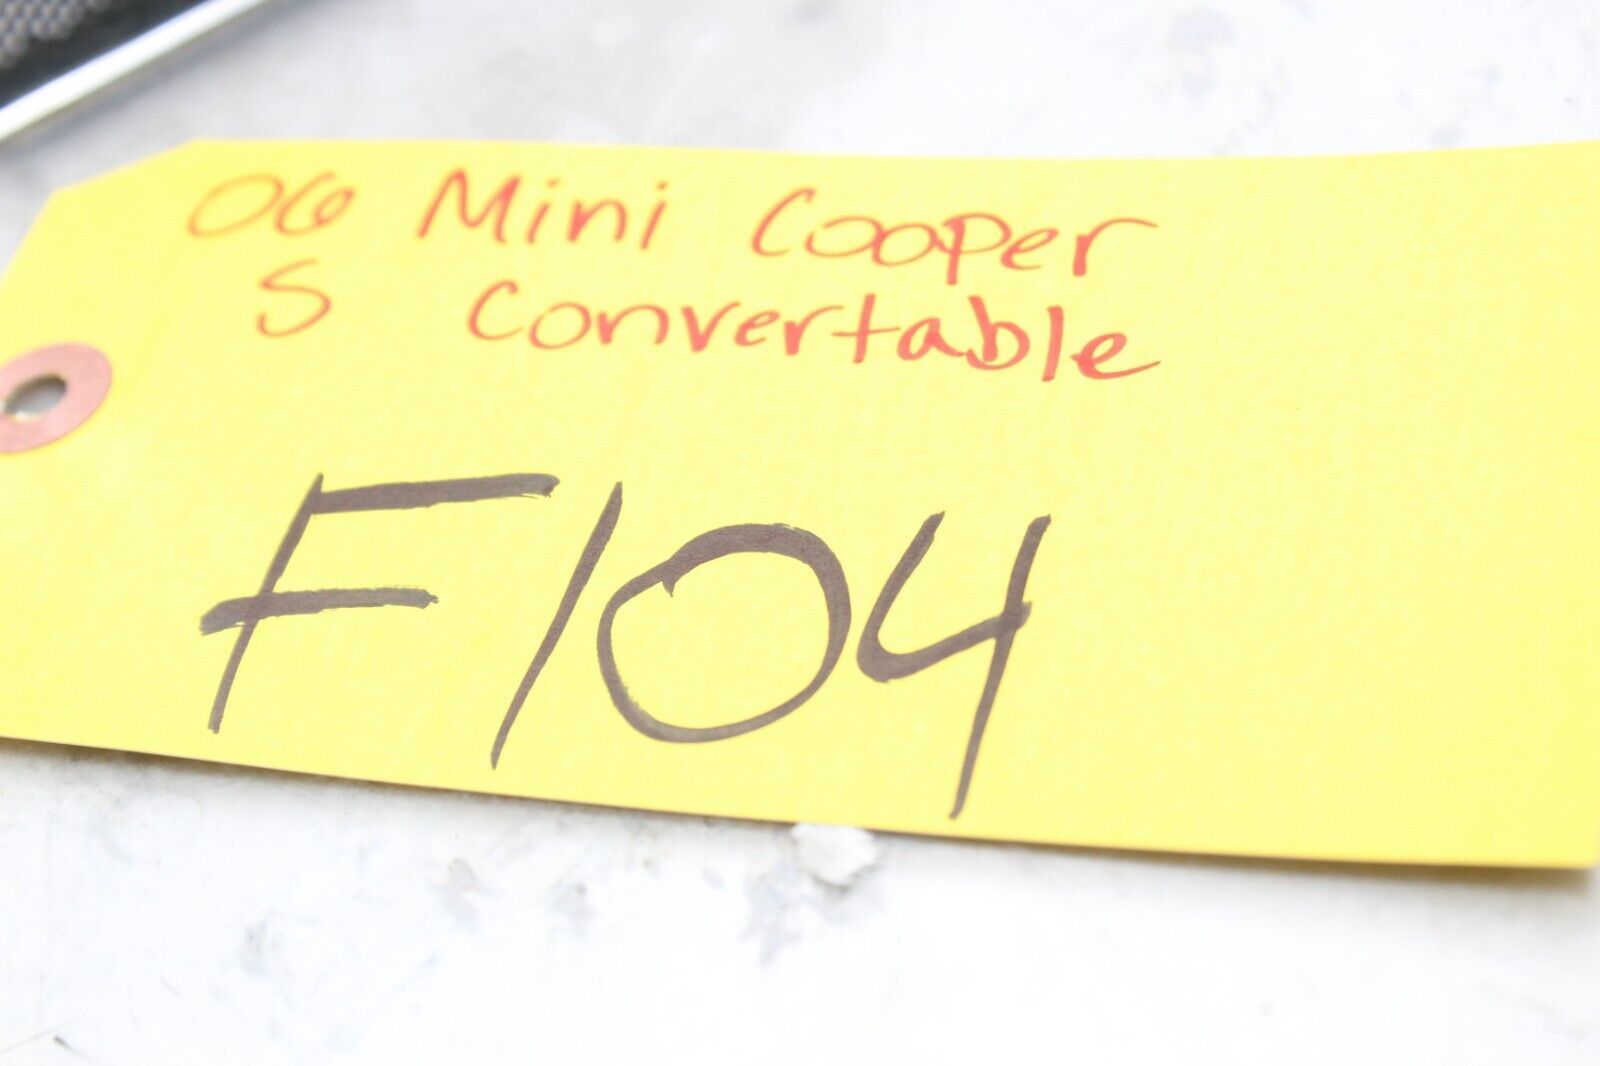 06 Mini Cooper
S Convertable
F104